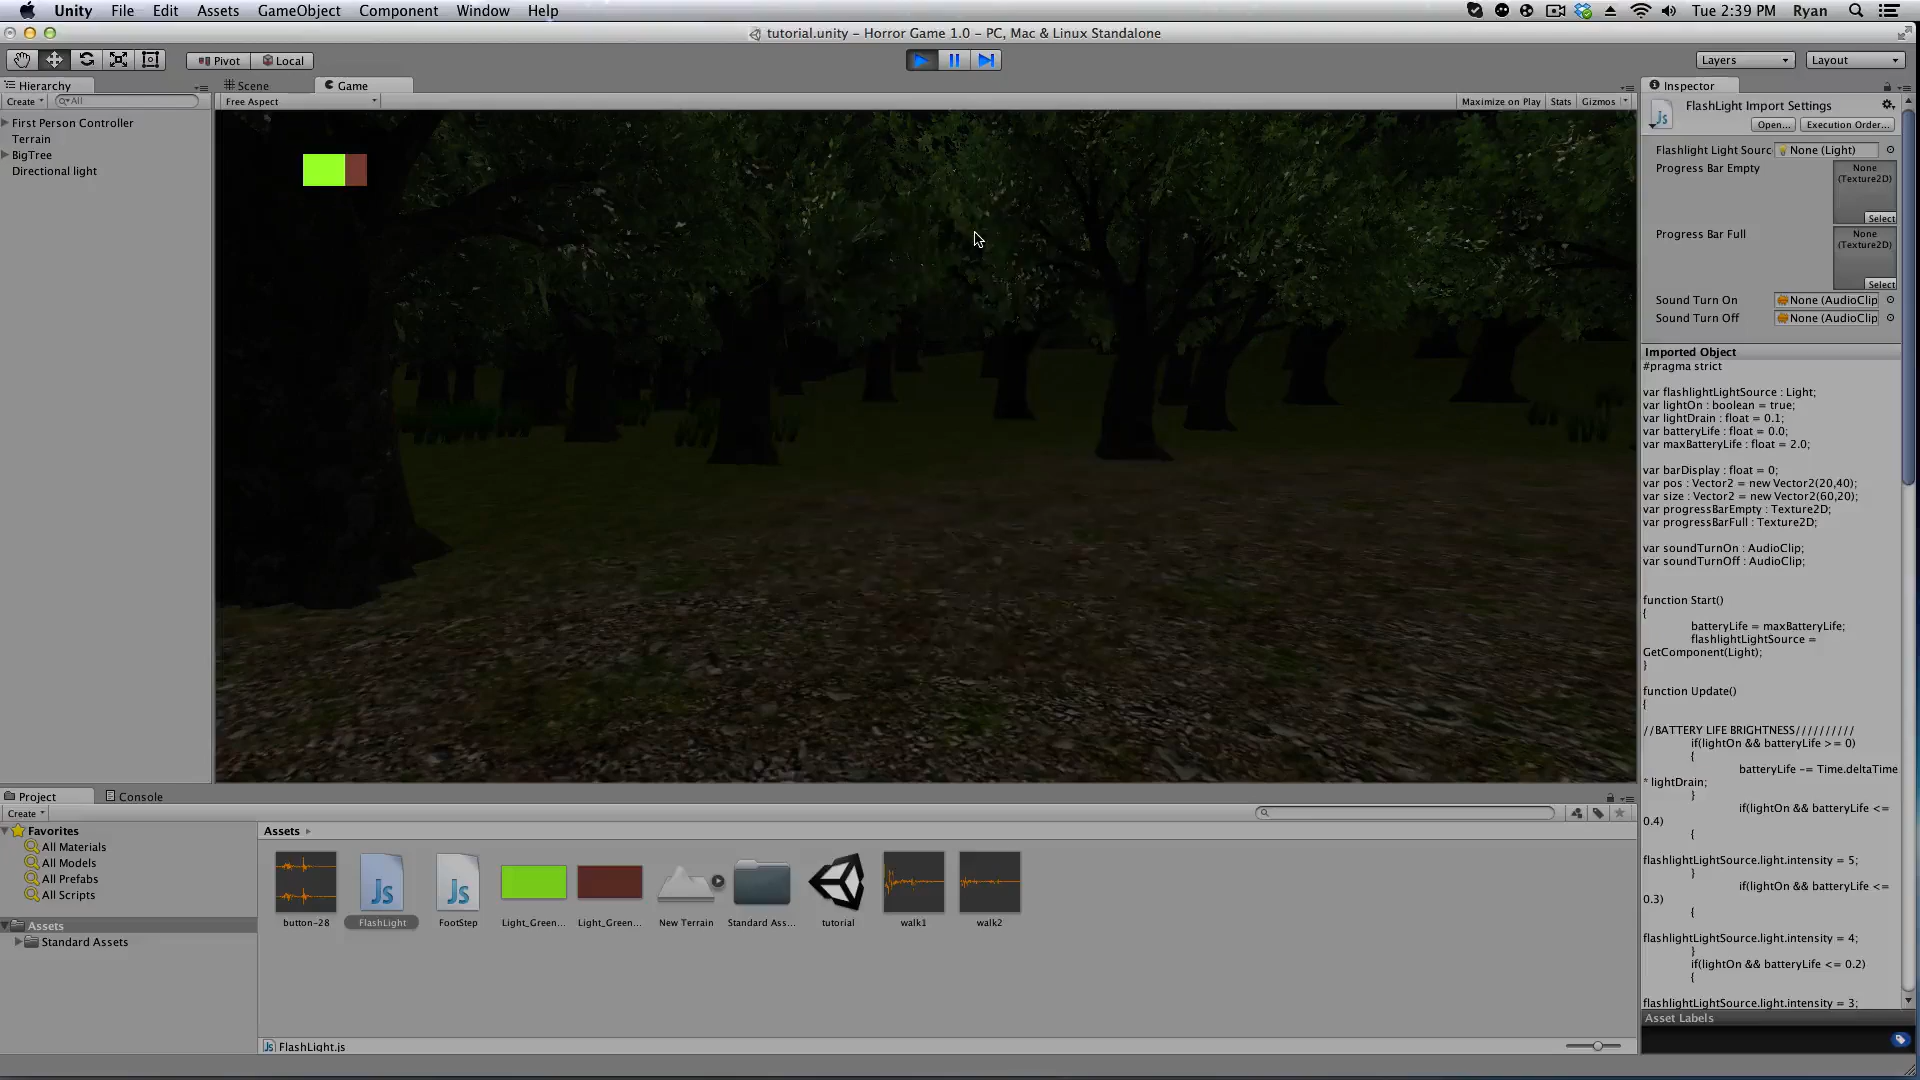 Unity File Edit Assets GameObject Component Window Help Tue 2:39 PM Ryan
tutorial.unity – Horror Game 1.0 – PC, Mac & Linux Standalone
Pivot Local Layers Layout
Hierarchy
Create All
First Person Controller
Terrain
BigTree
Directional light
Scene Game
Free Aspect Maximize on Play Stats Gizmos
Inspector
FlashLight Import Settings
Open... Execution Order...
Flashlight Light Sourc None (Light)
Progress Bar Empty None
(Texture2D)
Select
Progress Bar Full None
(Texture2D)
Select
Sound Turn On None (AudioClip
Sound Turn Off None (AudioClip
Imported Object
#pragma strict
var flashlightLightSource : Light;
var lightOn : boolean = true;
var lightDrain : float = 0.1;
var batteryLife : float = 0.0;
var maxBatteryLife : float = 2.0;
var barDisplay : float = 0;
var pos : Vector2 = new Vector2(20,40);
var size : Vector2 = new Vector2(60,20);
var progressBarEmpty : Texture2D;
var progressBarFull : Texture2D;
var soundTurnOn : AudioClip;
var soundTurnOff : AudioClip;
function Start()
{
batteryLife = maxBatteryLife;
flashlightLightSource =
GetComponent(Light);
}
function Update()
{
//BATTERY LIFE BRIGHTNESS//////////
if(lightOn && batteryLife >= 0)
{
batteryLife -= Time.deltaTime
* lightDrain;
}
if(lightOn && batteryLife <=
0.4)
{
flashlightLightSource.light.intensity = 5;
}
if(lightOn && batteryLife <=
0.3)
{
flashlightLightSource.light.intensity = 4;
}
if(lightOn && batteryLife <= 0.2)
{
flashlightLightSource.light.intensity = 3;
Asset Labels
Project Console
Create
Favorites
All Materials
All Models
All Prefabs
All Scripts
Assets
Standard Assets
Assets
button-28 FlashLight FootStep Light_Green... Light_Green... New Terrain Standard Ass... tutorial walk1 walk2
Js
Js
Js
Js FlashLight.js